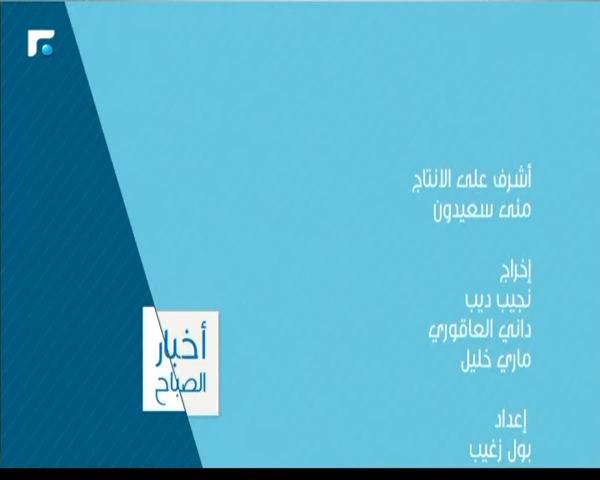 أشرف على الانتاج
منى سعيدون
إخراج
نجيب ديب
داني العاقوري
ماري خليل
إعداد
بول زغيب
أخبار
الصباح